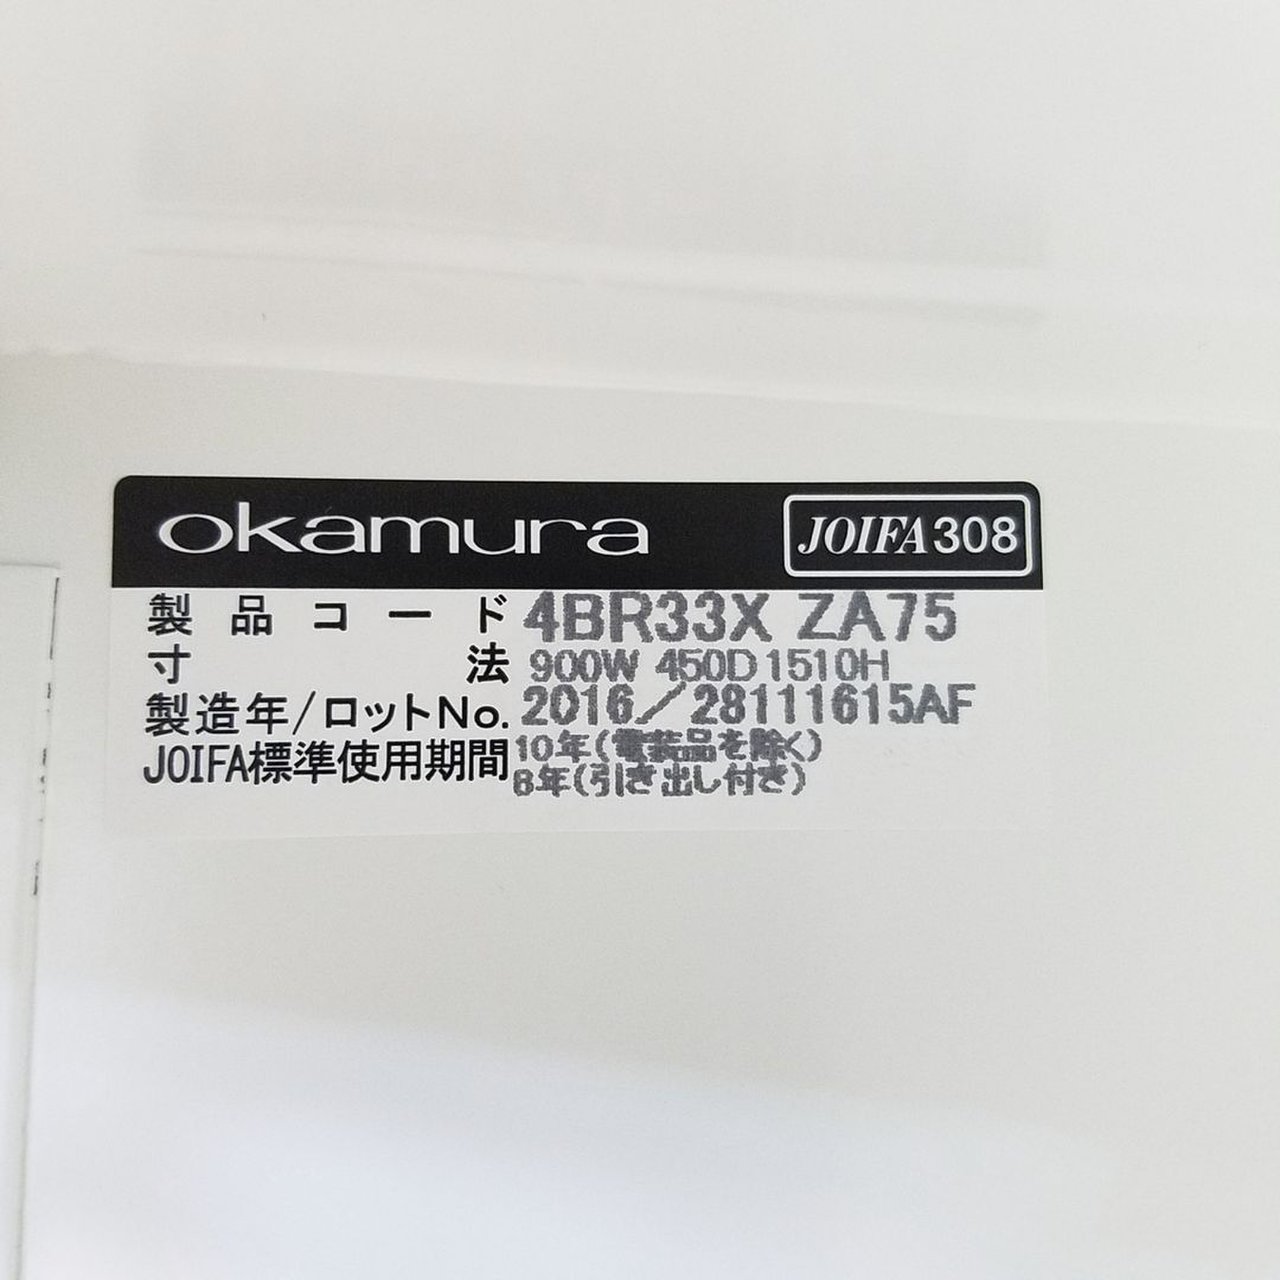 okamura JOIFA308
製品コード 4BR33X ZA75
寸法 900W 450D 1510H
製造年/ロットNo. 2016/28111615AF
JOIFA標準使用期間 10年(電装品を除く)
8年(引き出し付き)